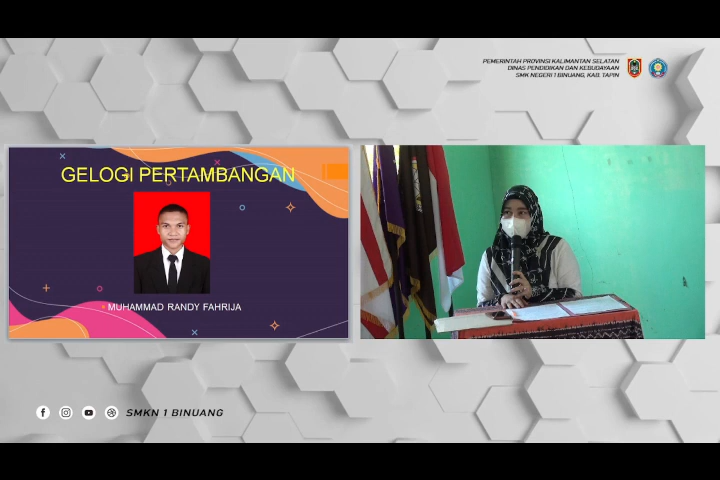 PEMERINTAH PROVINSI KALIMANTAN SELATAN
DINAS PENDIDIKAN DAN KEBUDAYAAN
SMK NEGERI 1 BINUANG, KAB. TAPIN
GELOGI PERTAMBANGAN
MUHAMMAD RANDY FAHRIJA
SMKN 1 BINUANG